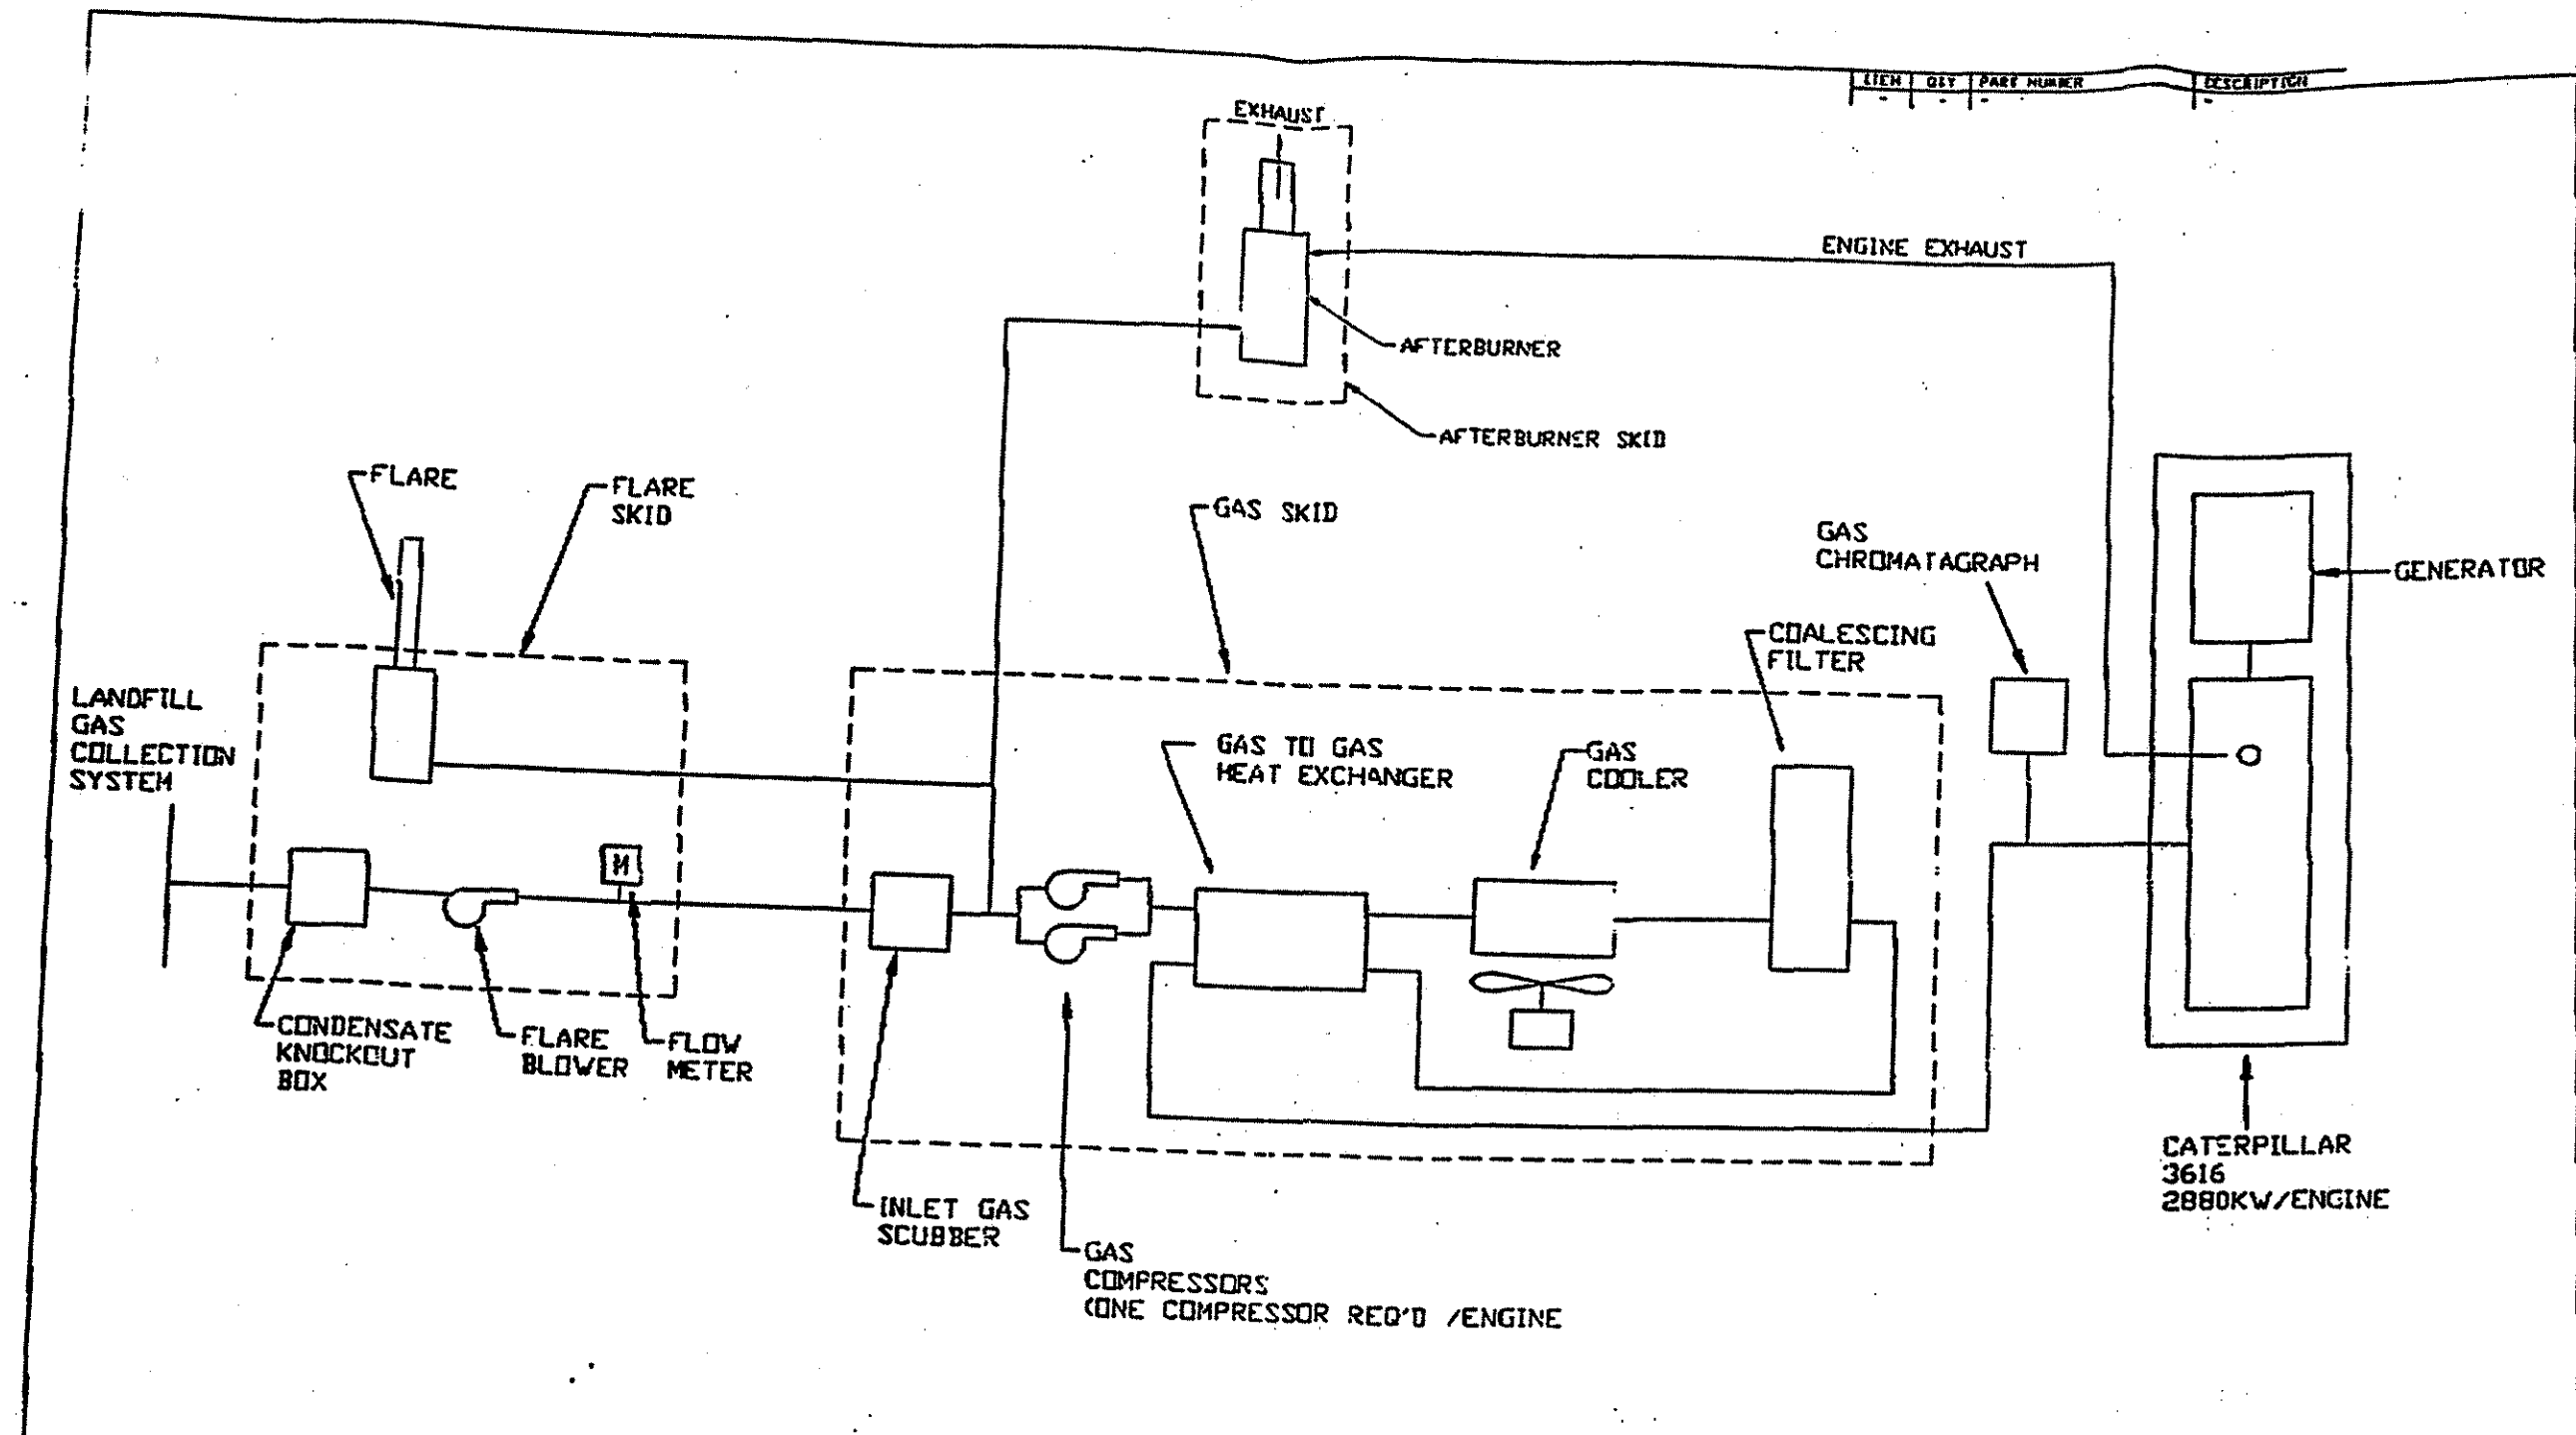 ITEM QTY PART NUMBER DESCRIPTION
- - - -
EXHAUST
ENGINE EXHAUST
AFTERBURNER
AFTERBURNER SKID
FLARE
FLARE
SKID
GAS SKID
GAS
CHROMATAGRAPH
GENERATOR
COALESCING
FILTER
LANDFILL
GAS
COLLECTION
SYSTEM
GAS TO GAS
HEAT EXCHANGER
GAS
COOLER
M
CONDENSATE
KNOCKOUT
BOX
FLARE
BLOWER
FLOW
METER
CATERPILLAR
3616
2880KW/ENGINE
INLET GAS
SCUBBER
GAS
COMPRESSORS
(ONE COMPRESSOR REQ'D /ENGINE